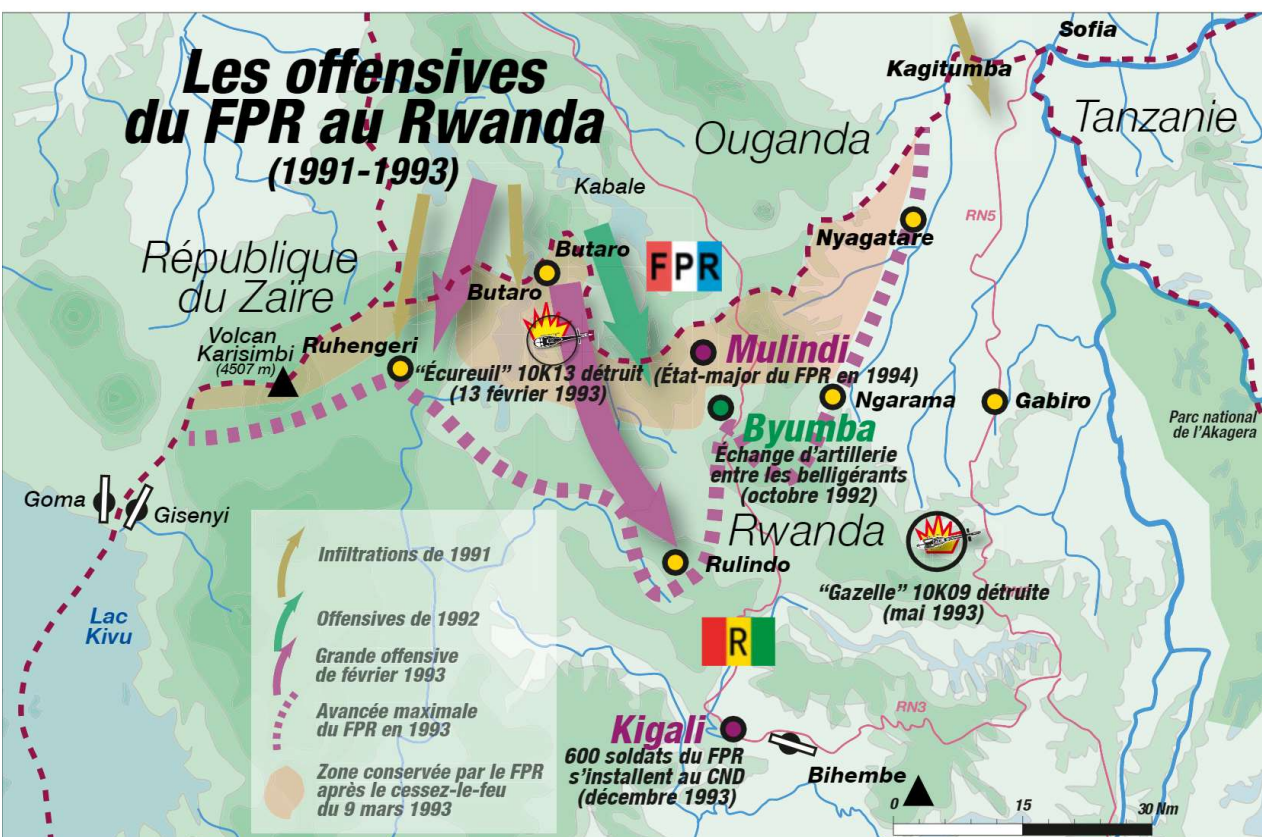 Les offensives
du FPR au Rwanda
(1991-1993)
Sofia
Kagitumba
Tanzanie
Ouganda
Kabale
RN5
Nyagatare
République
du Zaïre
Butaro
FPR
Butaro
Volcan
Karisimbi
(4507 m)
Ruhengeri
Mulindi
(État-major du FPR en 1994)
"Écureuil" 10K13 détruit
(13 février 1993)
Ngarama
Gabiro
Parc national
de l'Akagera
Byumba
Échange d'artillerie
entre les belligérants
(octobre 1992)
Goma
Gisenyi
Rwanda
Rulindo
"Gazelle" 10K09 détruite
(mai 1993)
Lac
Kivu
R
Infiltrations de 1991
Offensives de 1992
Grande offensive
de février 1993
Avancée maximale
du FPR en 1993
Zone conservée par le FPR
après le cessez-le-feu
du 9 mars 1993
Kigali
600 soldats du FPR
s'installent au CND
(décembre 1993)
RN3
Bihembe
0 15 30 Nm